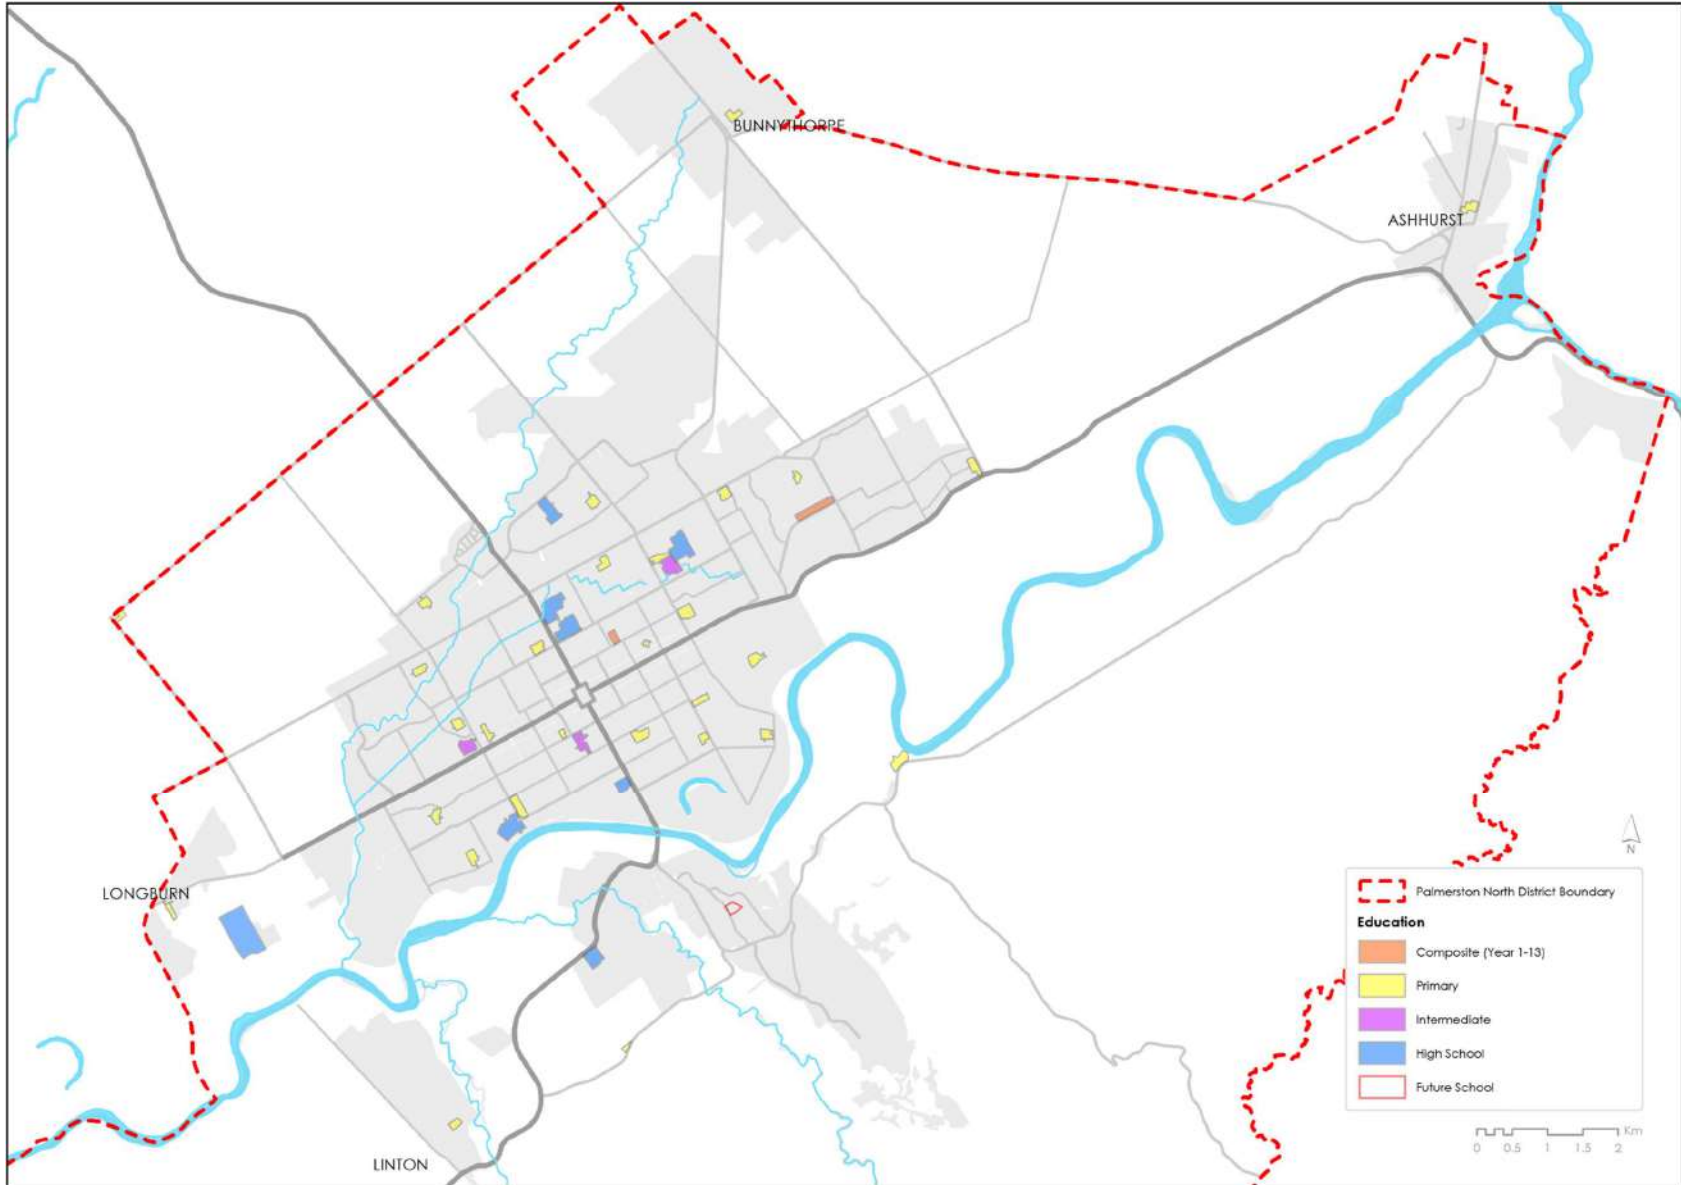 BUNNYTHORPE
ASHHURST
LONGBURN
LINTON
N
Palmerston North District Boundary
Education
Composite (Year 1-13)
Primary
Intermediate
High School
Future School
Km
0 0.5 1 1.5 2